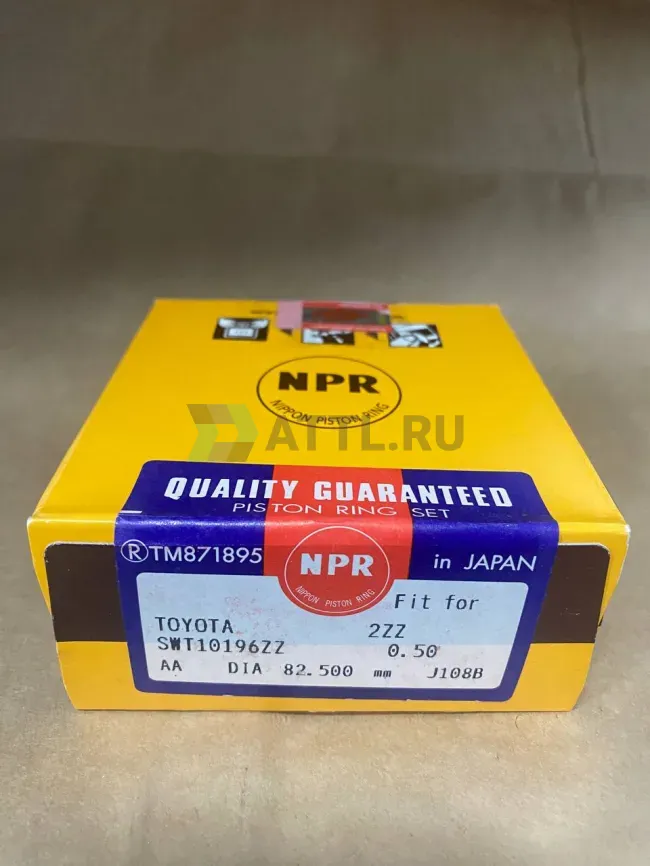 NPR
NIPPON PISTON RING
ATTL.RU
QUALITY GUARANTEED
PISTON RING SET
®TM871895
in JAPAN
NPR
NIPPON PISTON RING
Fit for
TOYOTA 2ZZ
SWT10196ZZ 0.50
AA DIA 82.500 mm J108B